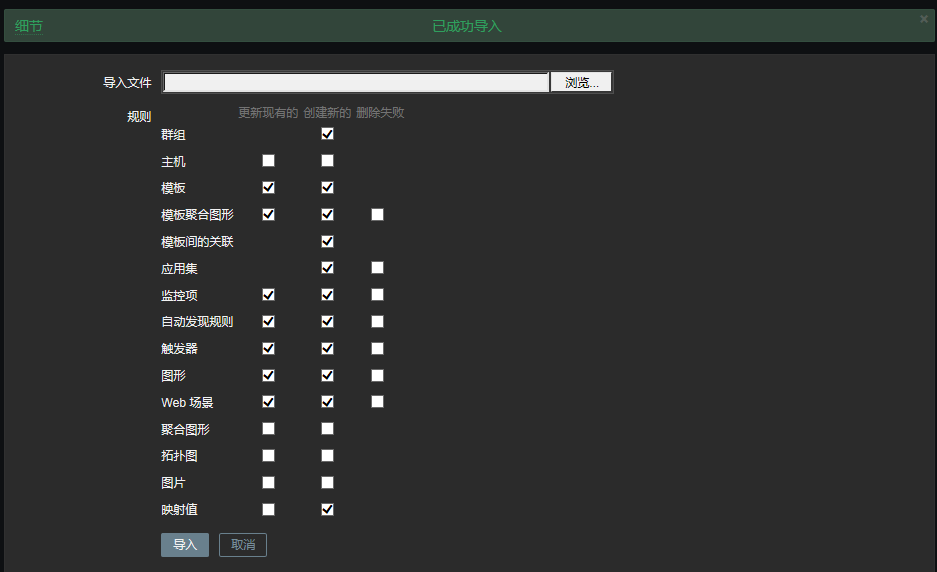 细节 已成功导入
导入文件 浏览...
规则 更新现有的 创建新的 删除失败
群组
主机
模板
模板聚合图形
模板间的关联
应用集
监控项
自动发现规则
触发器
图形
Web 场景
聚合图形
拓扑图
图片
映射值
导入 取消